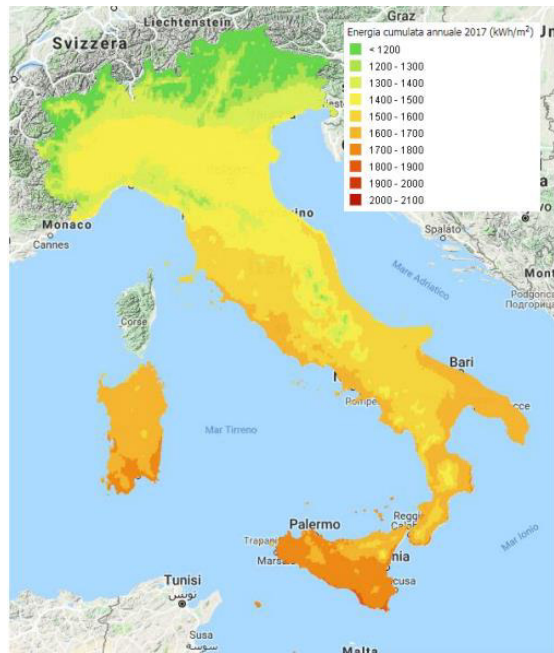 Graz
Liechtenstein
Svizzera
Energia cumulata annuale 2017 (kWh/m²)
< 1200
1200 - 1300
1300 - 1400
1400 - 1500
1500 - 1600
1600 - 1700
1700 - 1800
1800 - 1900
1900 - 2000
2000 - 2100
Monaco
Cannes
Spalato
Mare Adriatico
Mont
Podgorica
Подгорица
Corse
Bari
Pompei
Mar Tirreno
Reggio
Calab
Mar Ionio
Palermo
Trapani
Marsala
Tunisi
تونس
Susa
سوسة
Malta